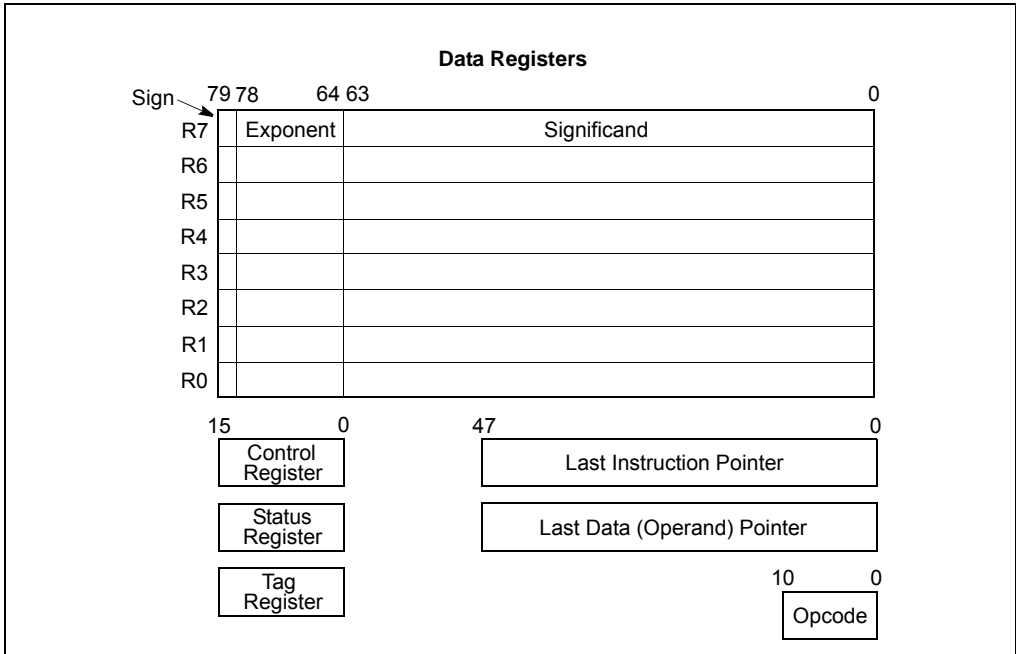 Data Registers
Sign 79 78 64 63 0
R7 Exponent Significand
R6
R5
R4
R3
R2
R1
R0
15 0 47 0
Control
Register
Last Instruction Pointer
Status
Register
Last Data (Operand) Pointer
Tag
Register
10 0
Opcode